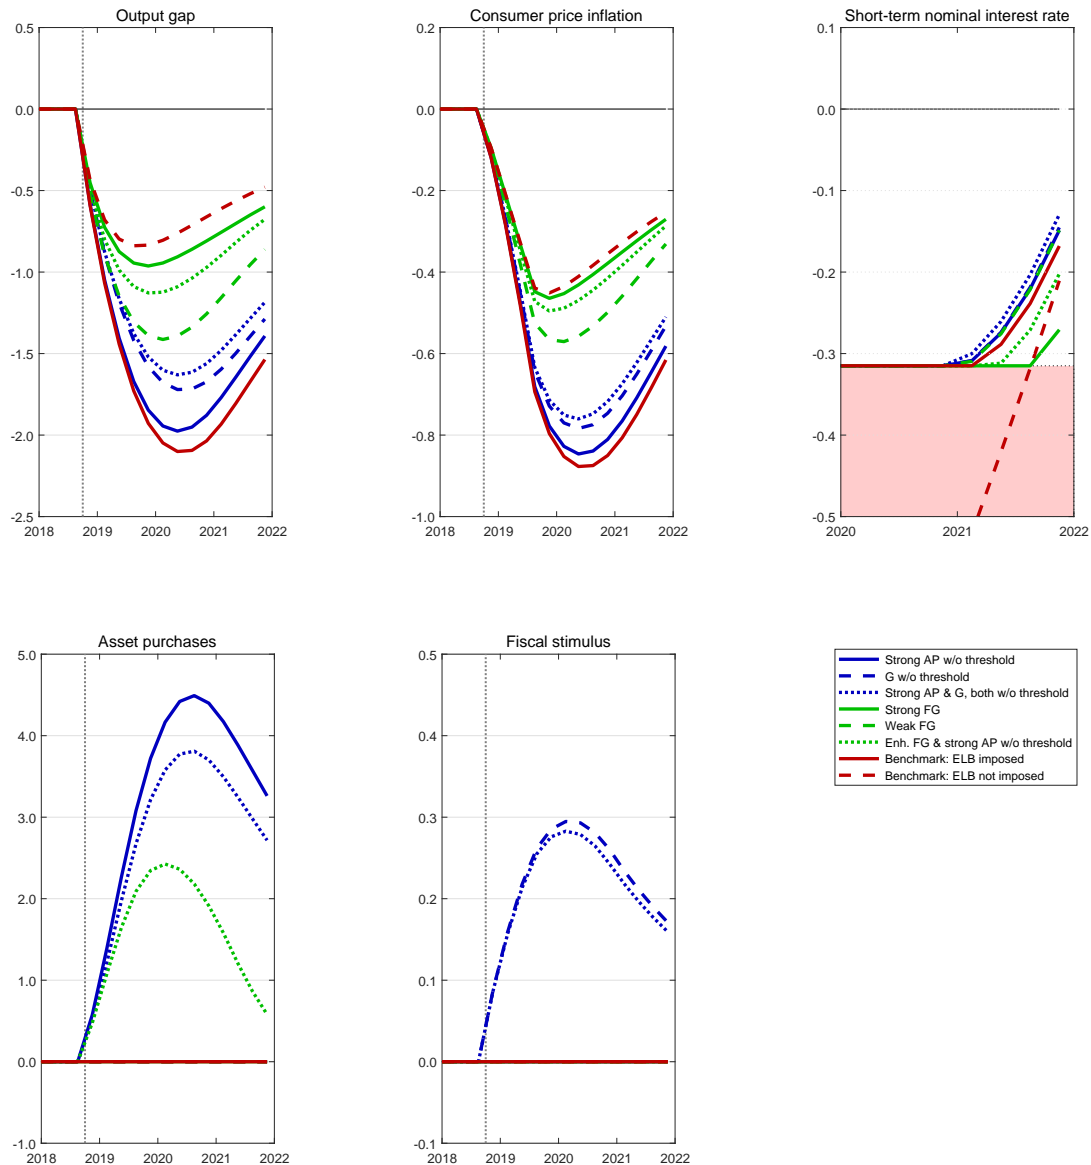 Output gap
0.5
0.0
-0.5
-1.0
-1.5
-2.0
-2.5
2018 2019 2020 2021 2022
Consumer price inflation
0.2
0.0
-0.2
-0.4
-0.6
-0.8
-1.0
2018 2019 2020 2021 2022
Short-term nominal interest rate
0.1
0.0
-0.1
-0.2
-0.3
-0.4
-0.5
2020 2021 2022
Asset purchases
5.0
4.0
3.0
2.0
1.0
0.0
-1.0
2018 2019 2020 2021 2022
Fiscal stimulus
0.5
0.4
0.3
0.2
0.1
0.0
-0.1
2018 2019 2020 2021 2022
Strong AP w/o threshold
G w/o threshold
Strong AP & G, both w/o threshold
Strong FG
Weak FG
Enh. FG & strong AP w/o threshold
Benchmark: ELB imposed
Benchmark: ELB not imposed